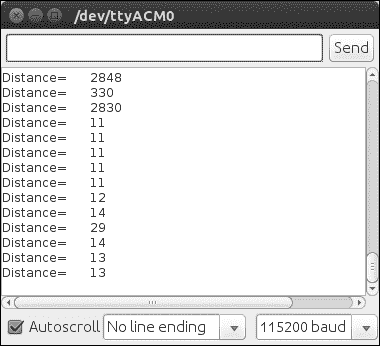 /dev/ttyACM0
Send
Distance= 2848
Distance= 330
Distance= 2830
Distance= 11
Distance= 11
Distance= 11
Distance= 11
Distance= 11
Distance= 12
Distance= 14
Distance= 29
Distance= 14
Distance= 13
Distance= 13
Autoscroll No line ending 115200 baud